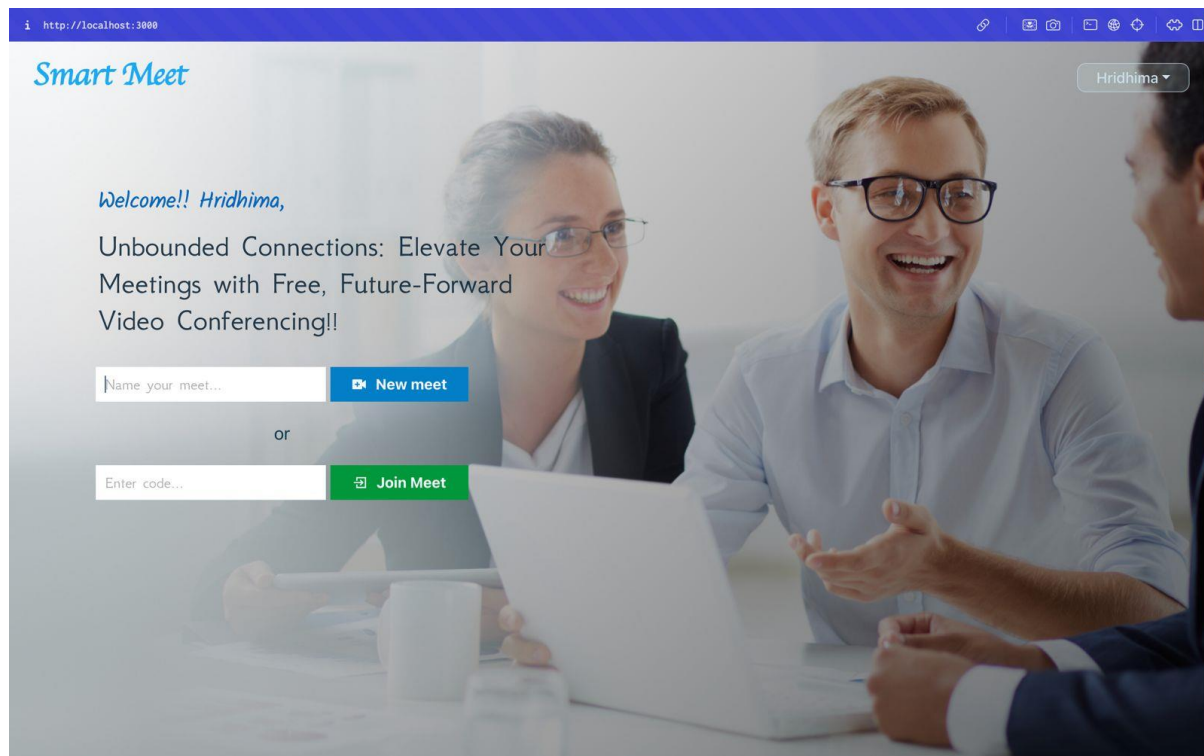 http://localhost:3000
Smart Meet
Hridhima
Welcome!! Hridhima,
Unbounded Connections: Elevate Your
Meetings with Free, Future-Forward
Video Conferencing!!
Name your meet...
New meet
or
Enter code...
Join Meet